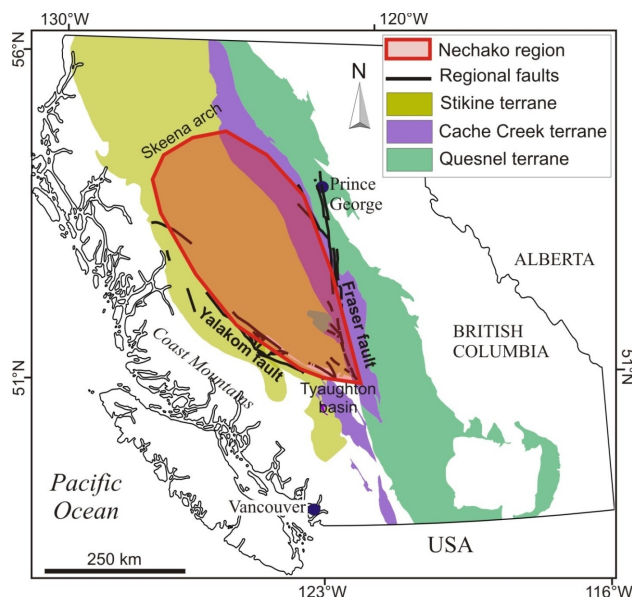 130°W
120°W
56°N
Nechako region
Regional faults
Stikine terrane
Cache Creek terrane
Quesnel terrane
N
Skeena arch
Prince
George
ALBERTA
Fraser fault
BRITISH
COLUMBIA
Yalakom fault
Coast Mountains
51°N
51°N
Tyaughton
basin
Pacific
Ocean
Vancouver
USA
250 km
123°W
116°W